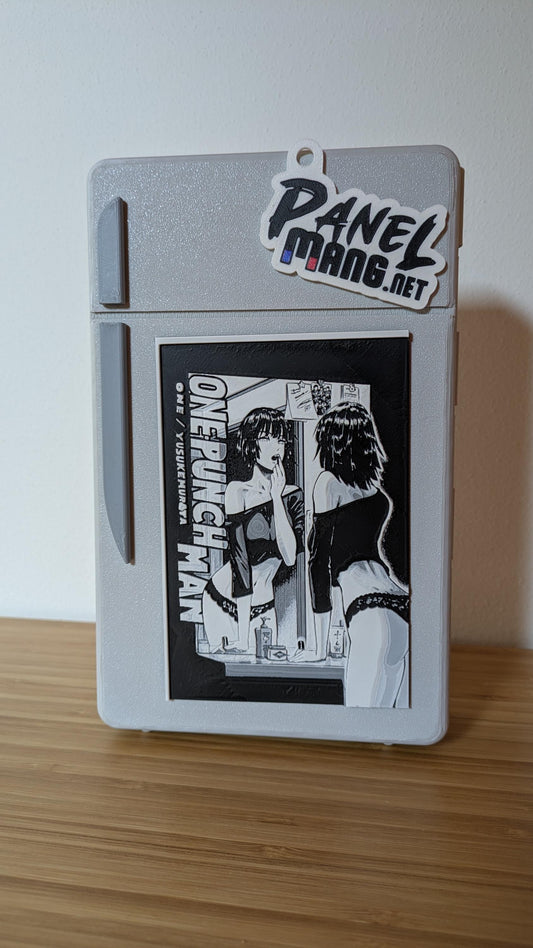 PANEL
MANG.NET
ONE PUNCH MAN
ONE / YUSUKE MURATA